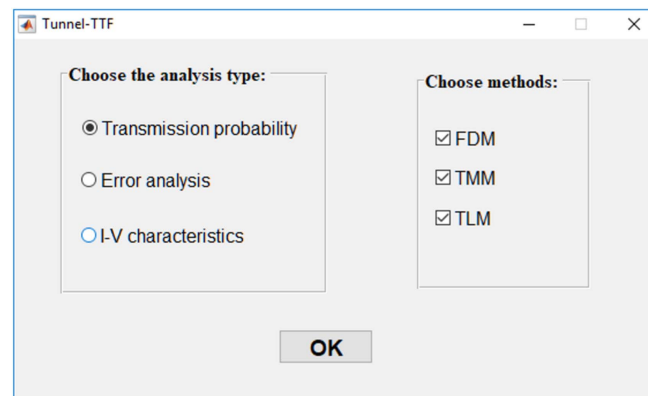 Tunnel-TTF
Choose the analysis type:
Transmission probability
Error analysis
I-V characteristics
Choose methods:
FDM
TMM
TLM
OK